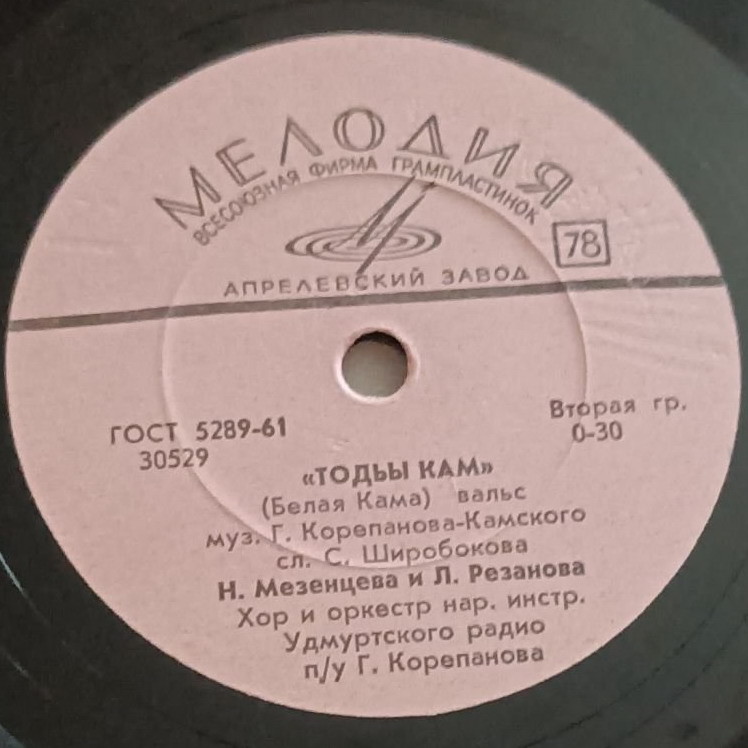 МЕЛОДИЯ
ВСЕСОЮЗНАЯ ФИРМА ГРАМПЛАСТИНОК
78
АПРЕЛЕВСКИЙ ЗАВОД
ГОСТ 5289-61
30529
Вторая гр.
0-30
«ТОДЬЫ КАМ»
(Белая Кама) вальс
муз. Г. Корепанова-Камского
сл. С. Широбокова
Н. Мезенцева и Л. Резанова
Хор и оркестр нар. инстр.
Удмуртского радио
п/у Г. Корепанова